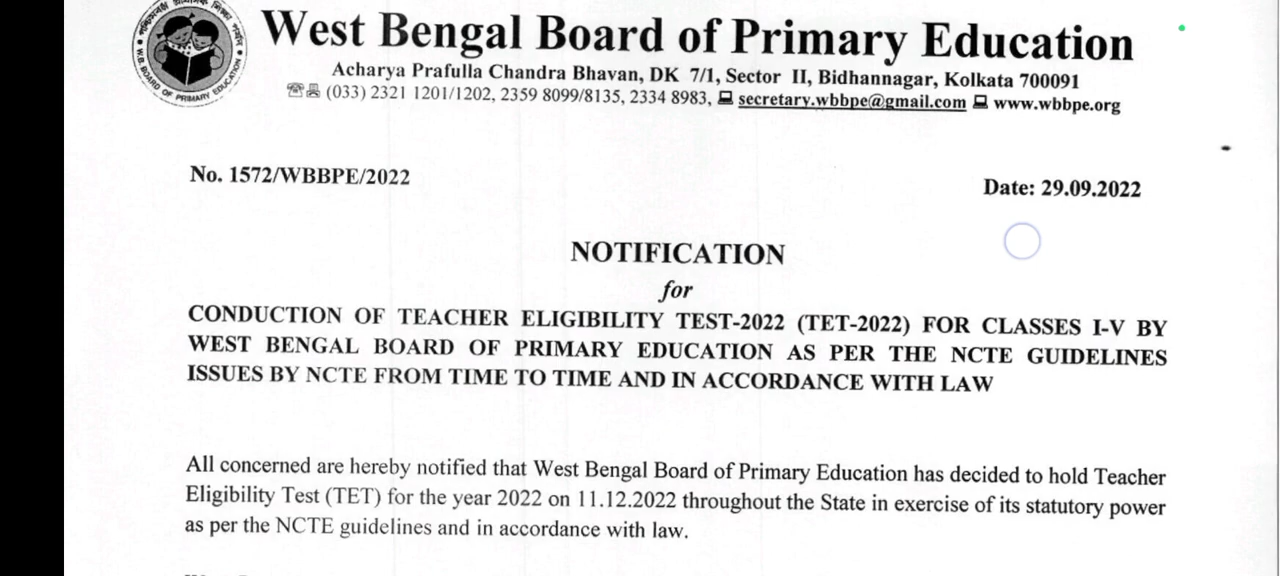 West Bengal Board of Primary Education
W.B. BOARD OF PRIMARY EDUCATION
Acharya Prafulla Chandra Bhavan, DK 7/1, Sector II, Bidhannagar, Kolkata 700091
(033) 2321 1201/1202, 2359 8099/8135, 2334 8983, secretary.wbbpe@gmail.com www.wbbpe.org
No. 1572/WBBPE/2022
Date: 29.09.2022
NOTIFICATION
for
CONDUCTION OF TEACHER ELIGIBILITY TEST-2022 (TET-2022) FOR CLASSES I-V BY
WEST BENGAL BOARD OF PRIMARY EDUCATION AS PER THE NCTE GUIDELINES
ISSUES BY NCTE FROM TIME TO TIME AND IN ACCORDANCE WITH LAW
All concerned are hereby notified that West Bengal Board of Primary Education has decided to hold Teacher
Eligibility Test (TET) for the year 2022 on 11.12.2022 throughout the State in exercise of its statutory power
as per the NCTE guidelines and in accordance with law.